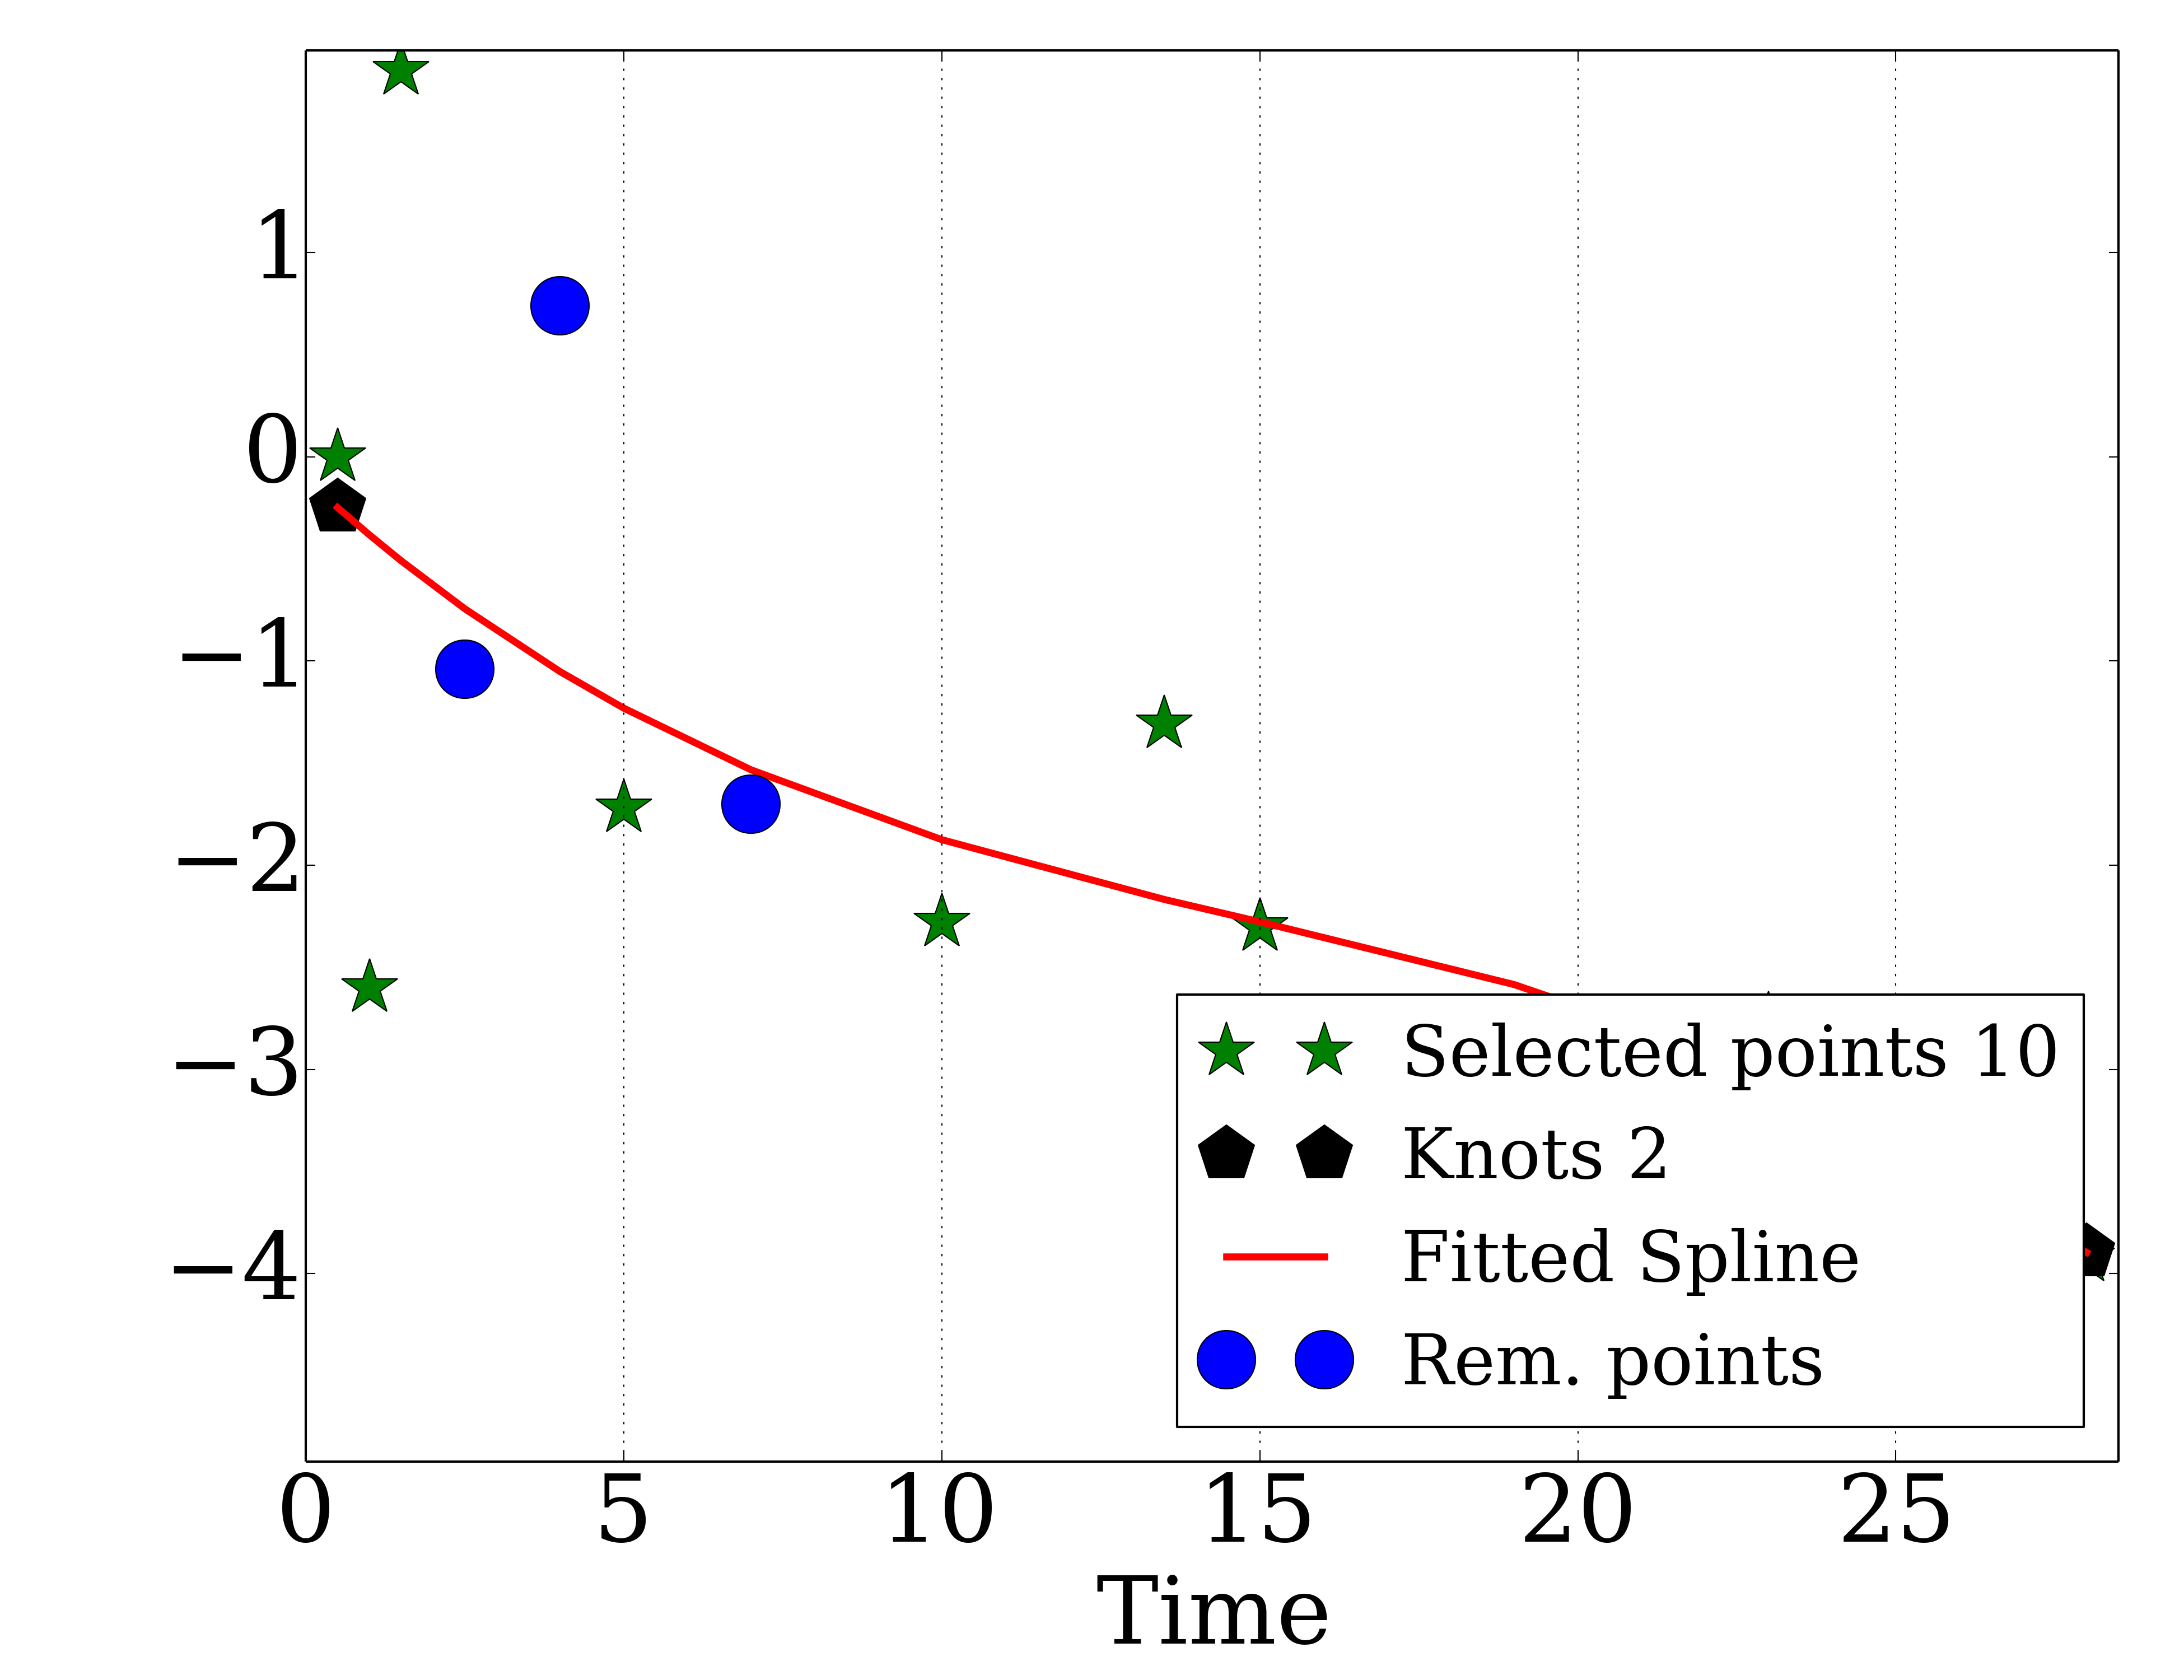 1
0
−1
−2
−3
−4
Selected points 10
Knots 2
Fitted Spline
Rem. points
0 5 10 15 20 25
Time